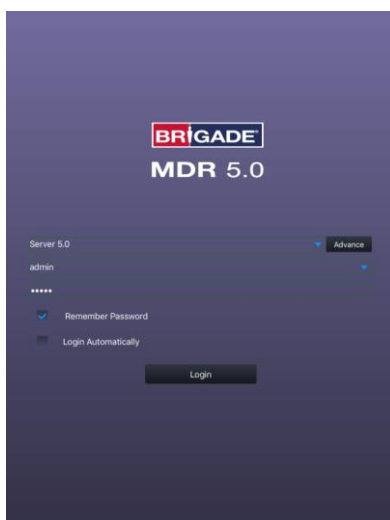 BRIGADE
MDR 5.0
Server 5.0
Advance
admin
•••••
Remember Password
Login Automatically
Login